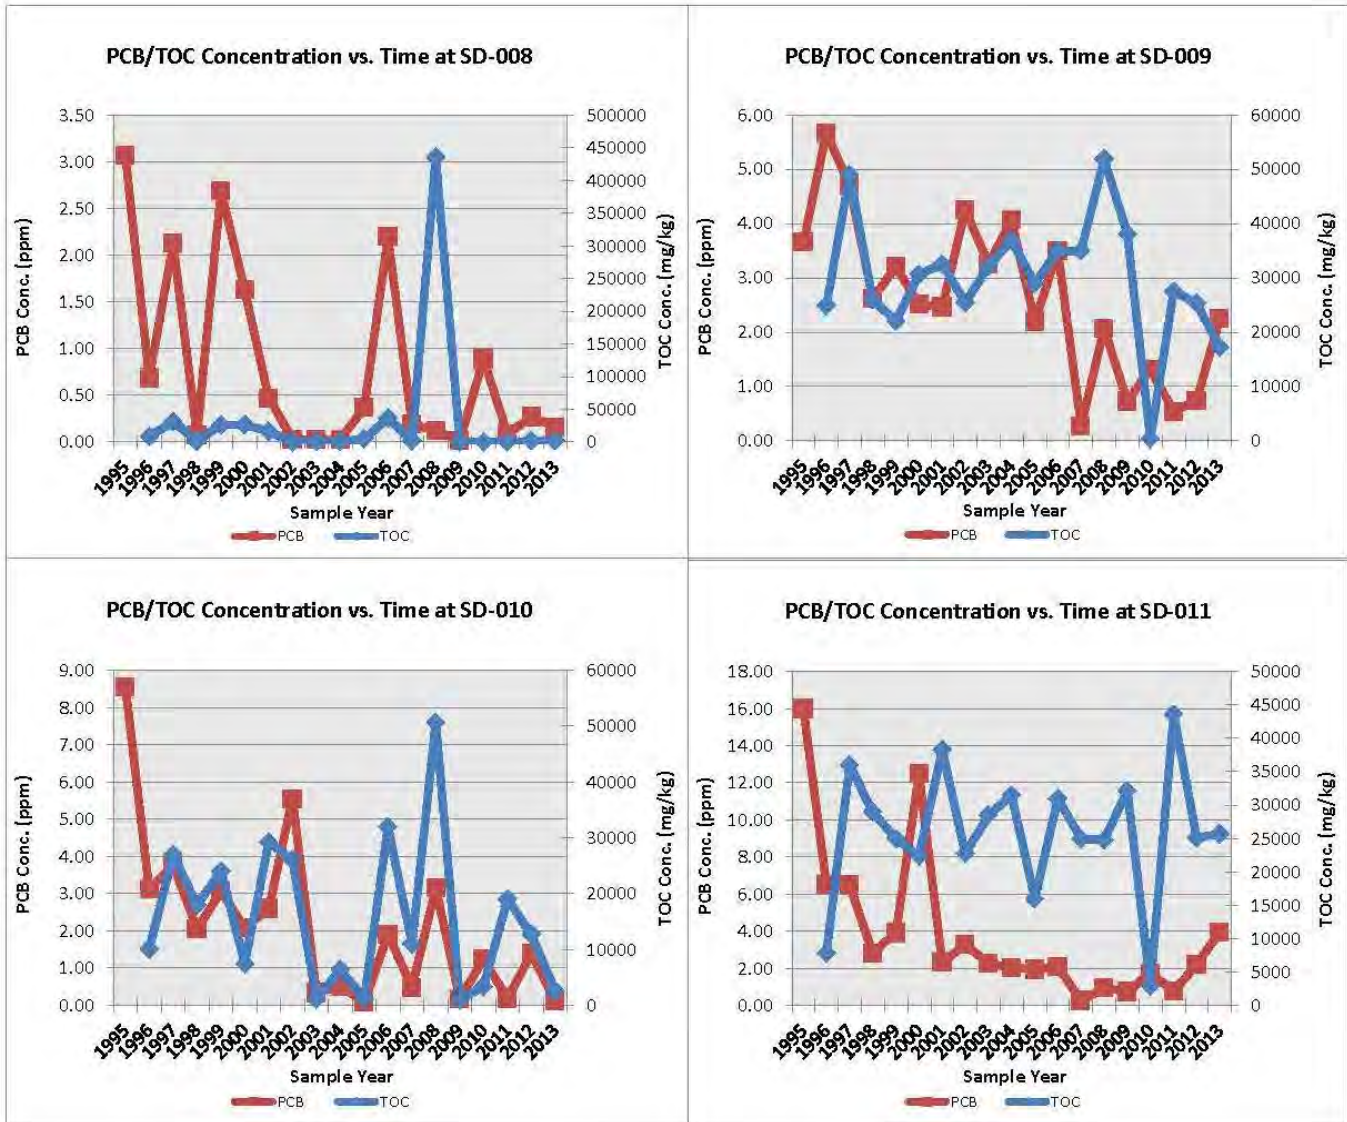 PCB/TOC Concentration vs. Time at SD-008
3.50
3.00
2.50
2.00
1.50
1.00
0.50
0.00
PCB Conc. (ppm)
500000
450000
400000
350000
300000
250000
200000
150000
100000
50000
0
TOC Conc. (mg/kg)
1995 1996 1997 1998 1999 2000 2001 2002 2003 2004 2005 2006 2007 2008 2009 2010 2011 2012 2013
Sample Year
PCB TOC
PCB/TOC Concentration vs. Time at SD-009
6.00
5.00
4.00
3.00
2.00
1.00
0.00
PCB Conc. (ppm)
60000
50000
40000
30000
20000
10000
0
TOC Conc. (mg/kg)
1995 1996 1997 1998 1999 2000 2001 2002 2003 2004 2005 2006 2007 2008 2009 2010 2011 2012 2013
Sample Year
PCB TOC
PCB/TOC Concentration vs. Time at SD-010
9.00
8.00
7.00
6.00
5.00
4.00
3.00
2.00
1.00
0.00
PCB Conc. (ppm)
60000
50000
40000
30000
20000
10000
0
TOC Conc. (mg/kg)
1995 1996 1997 1998 1999 2000 2001 2002 2003 2004 2005 2006 2007 2008 2009 2010 2011 2012 2013
Sample Year
PCB TOC
PCB/TOC Concentration vs. Time at SD-011
18.00
16.00
14.00
12.00
10.00
8.00
6.00
4.00
2.00
0.00
PCB Conc. (ppm)
50000
45000
40000
35000
30000
25000
20000
15000
10000
5000
0
TOC Conc. (mg/kg)
1995 1996 1997 1998 1999 2000 2001 2002 2003 2004 2005 2006 2007 2008 2009 2010 2011 2012 2013
Sample Year
PCB TOC